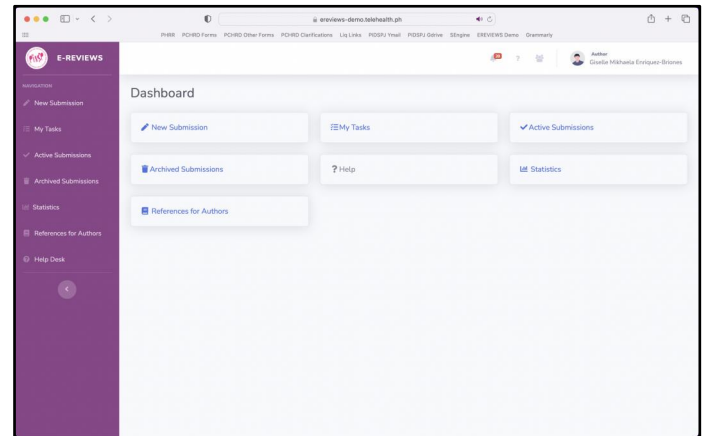 ereviews-demo.telehealth.ph
PHRR PCHRD Forms PCHRD Other Forms PCHRD Clarifications Liq Links PIDSPJ Ymail PIDSPJ Gdrive SEngine EREVIEWS Demo Grammarly
E-REVIEWS
?
Author
Giselle Mikhaela Enriquez-Briones
NAVIGATION
New Submission
My Tasks
Active Submissions
Archived Submissions
Statistics
References for Authors
Help Desk
Dashboard
New Submission
My Tasks
Active Submissions
Archived Submissions
? Help
Statistics
References for Authors